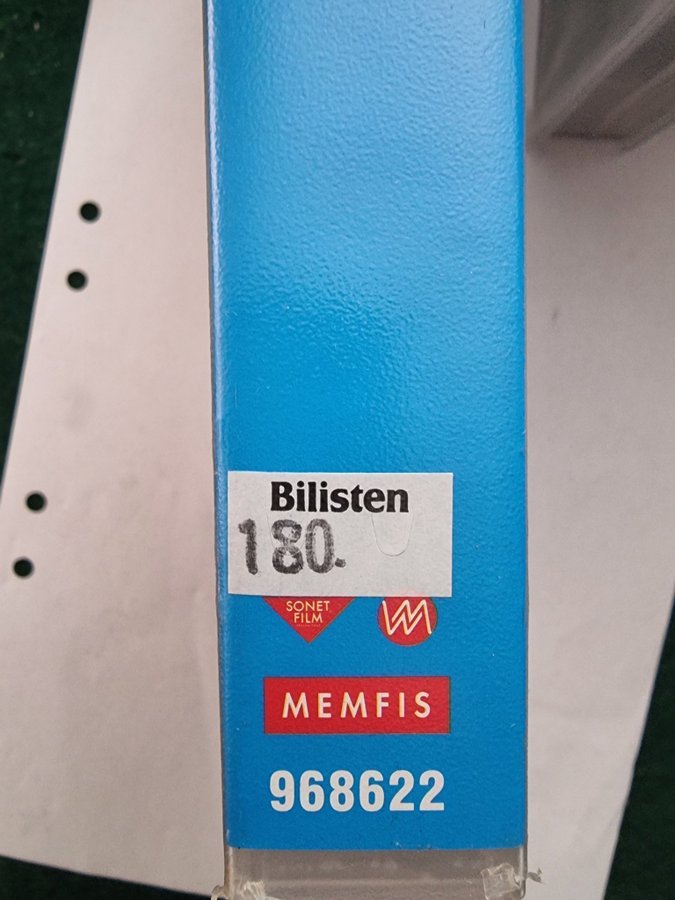 Bilisten
180.
SONET
FILM
MEMFIS
968622